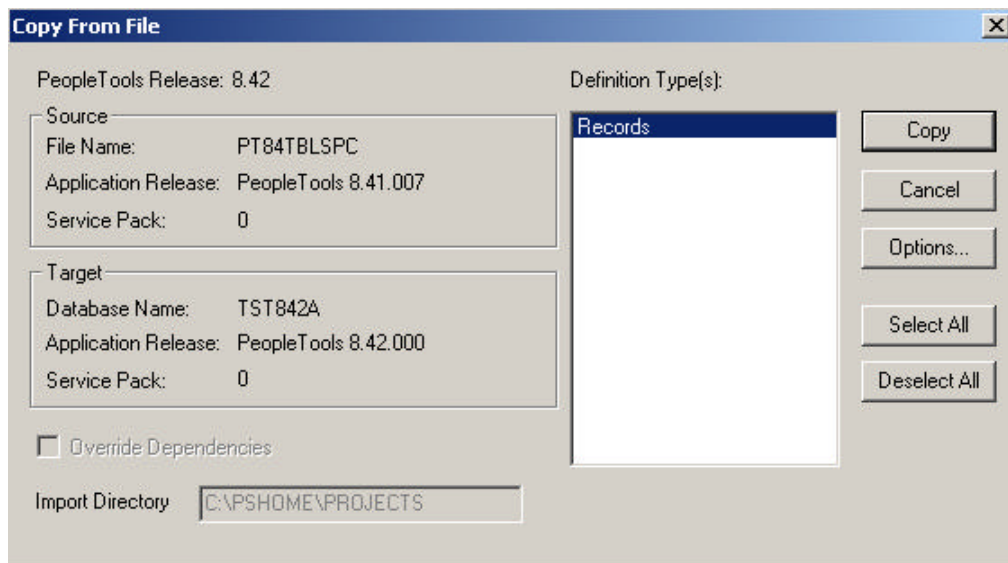 Copy From File
PeopleTools Release: 8.42
Source
File Name: PT84TBLSPC
Application Release: PeopleTools 8.41.007
Service Pack: 0
Target
Database Name: TST842A
Application Release: PeopleTools 8.42.000
Service Pack: 0
Override Dependencies
Import Directory C:\PSHOME\PROJECTS
Definition Type(s):
Records
Copy
Cancel
Options...
Select All
Deselect All